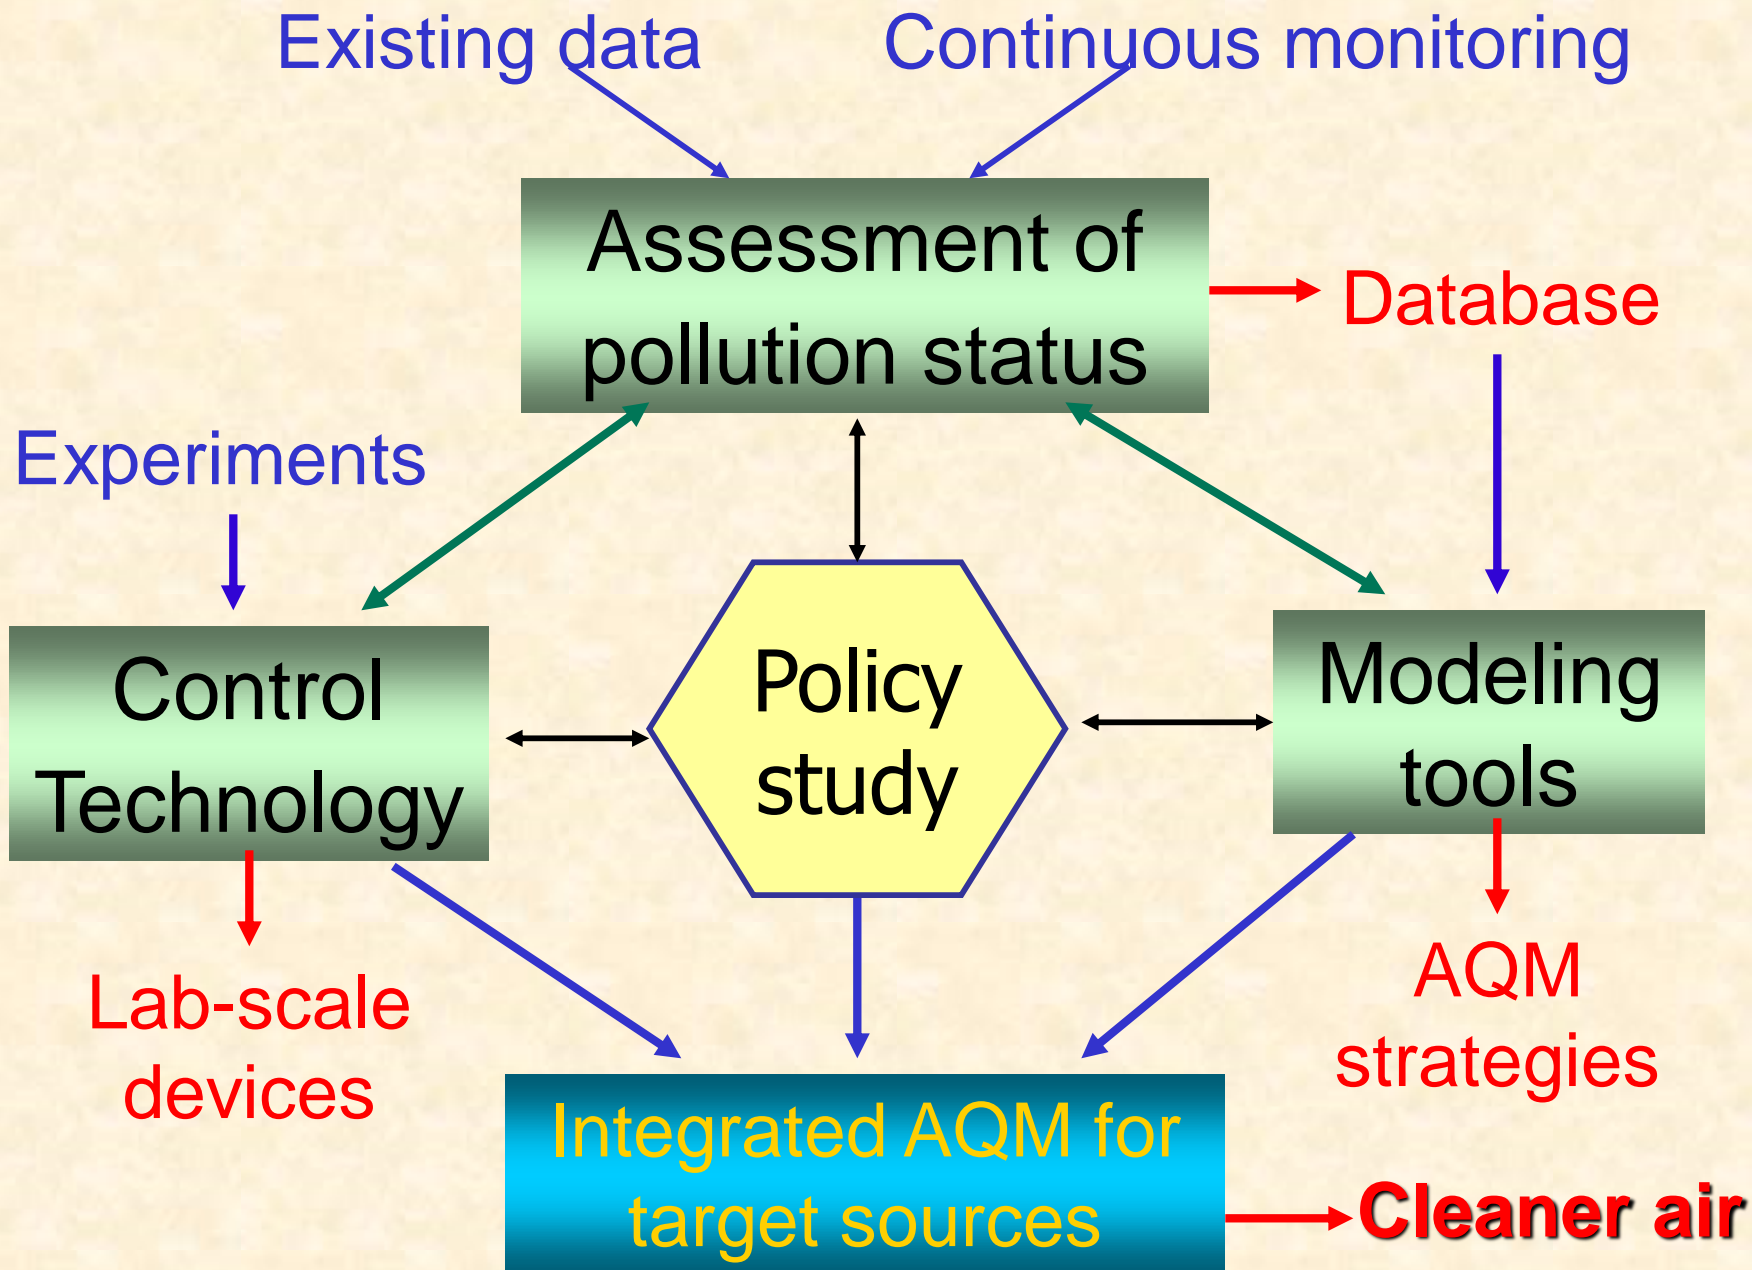 Existing data
Continuous monitoring
Assessment of
pollution status
Database
Experiments
Control
Technology
Policy
study
Modeling
tools
Lab-scale
devices
AQM
strategies
Integrated AQM for
target sources
Cleaner air